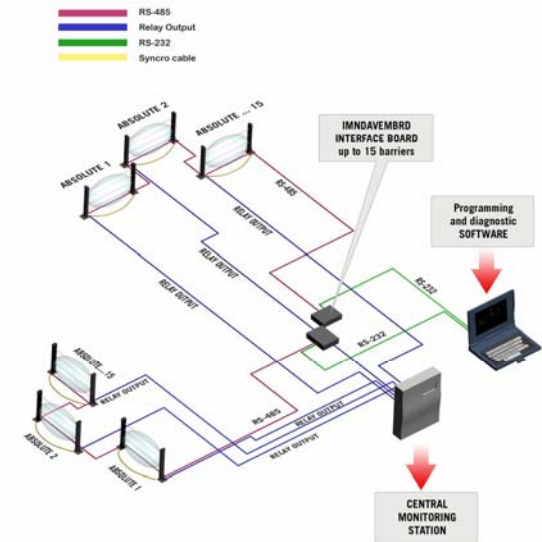 RS-485
Relay Output
RS-232
Syncro cable
ABSOLUTE 2
ABSOLUTE ... 15
ABSOLUTE 1
IMNDAVEMBRD
INTERFACE BOARD
up to 15 barriers
RS-485
Programming
and diagnostic
SOFTWARE
RELAY OUTPUT
RELAY OUTPUT
RELAY OUTPUT
RS-232
RS-232
ABSOLUTE...15
RELAY OUTPUT
RS-485
RELAY OUTPUT
RELAY OUTPUT
ABSOLUTE 2
ABSOLUTE 1
CENTRAL
MONITORING
STATION